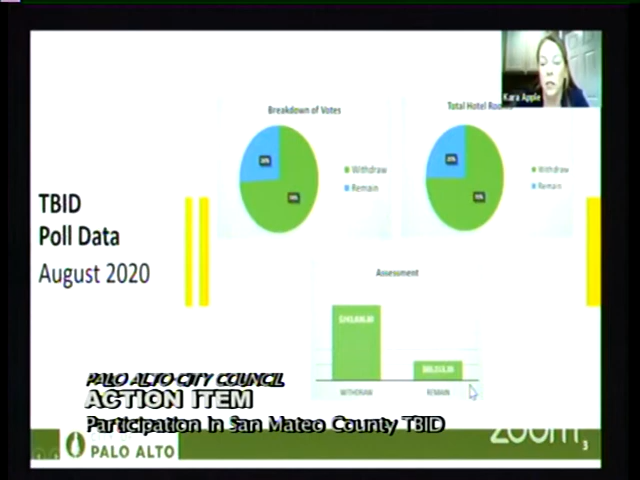 Kara Apple
Breakdown of Votes
Total Hotel
Withdraw
Remain
Withdraw
Remain
TBID
Poll Data
August 2020
Assessment
WITHDRAW
REMAIN
PALO ALTO CITY COUNCIL
ACTION ITEM
Participation in San Mateo County TBID
PALO ALTO
zoom
3